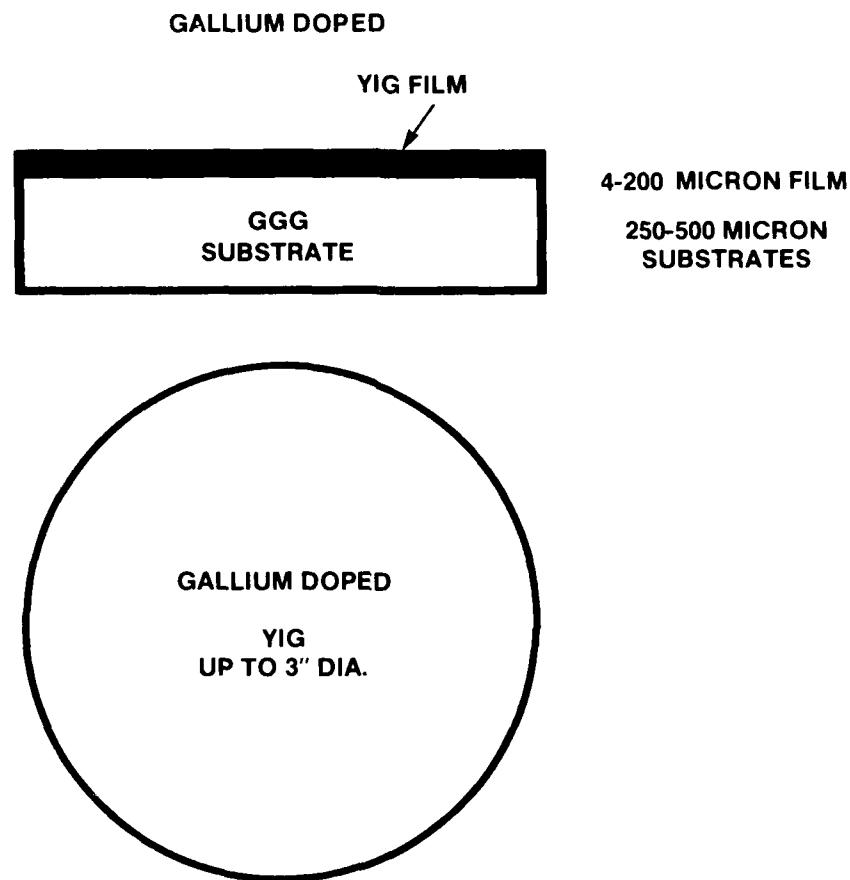 GALLIUM DOPED
YIG FILM
GGG
SUBSTRATE
4-200 MICRON FILM
250-500 MICRON
SUBSTRATES
GALLIUM DOPED
YIG
UP TO 3" DIA.